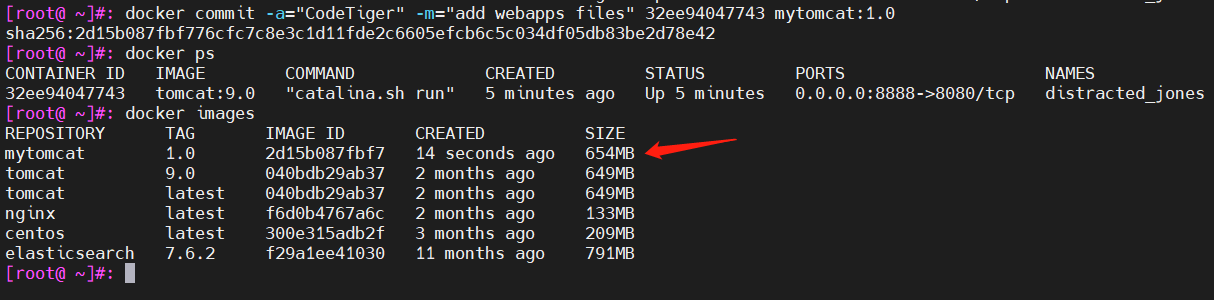 [root@ ~]#: docker commit -a="CodeTiger" -m="add webapps files" 32ee94047743 mytomcat:1.0
sha256:2d15b087fbf776cfc7c8e3c1d11fde2c6605efcb6c5c034df05db83be2d78e42
[root@ ~]#: docker ps
CONTAINER ID   IMAGE        COMMAND             CREATED         STATUS         PORTS                    NAMES
32ee94047743   tomcat:9.0   "catalina.sh run"   5 minutes ago   Up 5 minutes   0.0.0.0:8888->8080/tcp   distracted_jones
[root@ ~]#: docker images
REPOSITORY      TAG       IMAGE ID       CREATED          SIZE
mytomcat        1.0       2d15b087fbf7   14 seconds ago   654MB
tomcat          9.0       040bdb29ab37   2 months ago     649MB
tomcat          latest    040bdb29ab37   2 months ago     649MB
nginx           latest    f6d0b4767a6c   2 months ago     133MB
centos          latest    300e315adb2f   3 months ago     209MB
elasticsearch   7.6.2     f29a1ee41030   11 months ago    791MB
[root@ ~]#: